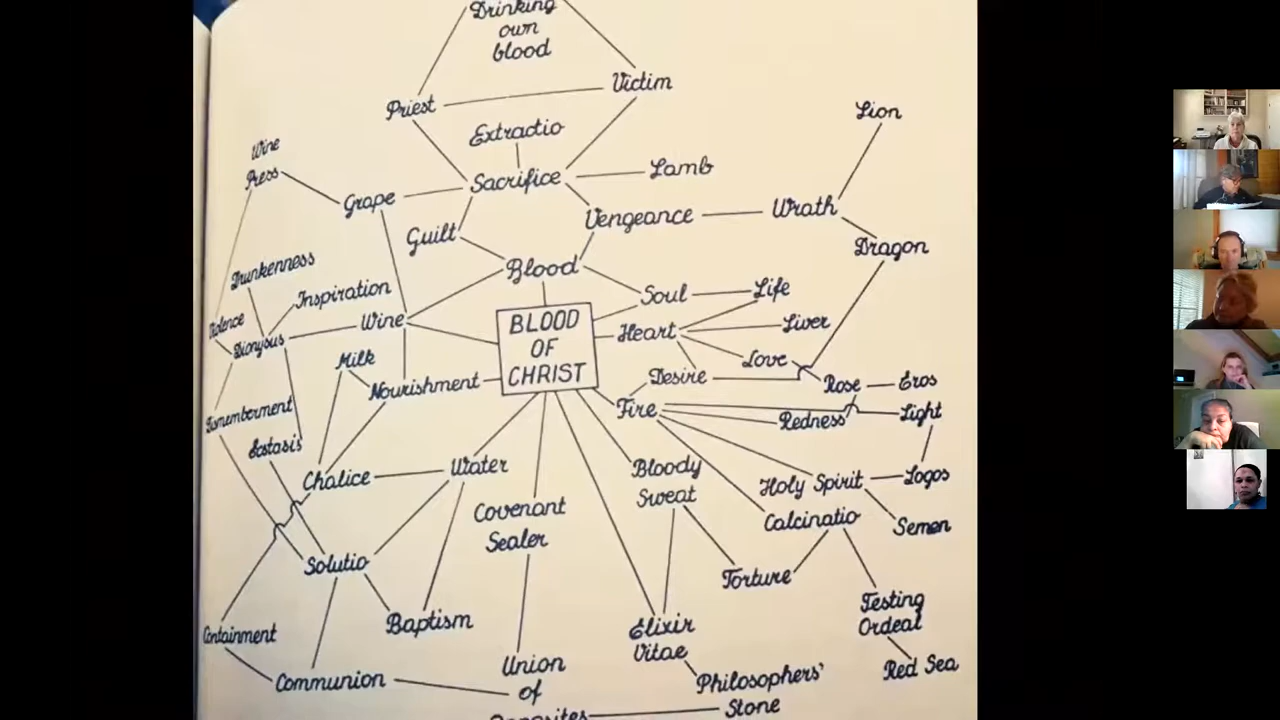 Drinking
own
blood
Victim
Priest
Lion
Extractio
Wine
Press
Lamb
Sacrifice
Grape
Vengeance
Wrath
Guilt
Dragon
Blood
Drunkenness
Inspiration
Soul
Life
Violence
Wine
BLOOD
OF
CHRIST
Heart
Liver
Dionysus
Milk
Love
Nourishment
Desire
Rose
Eros
Dismemberment
Fire
Redness
Light
Ecstasis
Chalice
Water
Bloody
Sweat
Holy Spirit
Logos
Covenant
Sealer
Calcinatio
Semen
Solutio
Torture
Baptism
Testing
Ordeal
Containment
Elixir
Vitae
Red Sea
Communion
Union
of
Opposites
Philosophers'
Stone